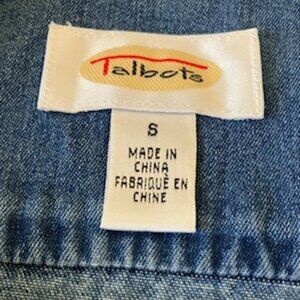 Talbots
S
MADE IN
CHINA
FABRIQUÉ EN
CHINE